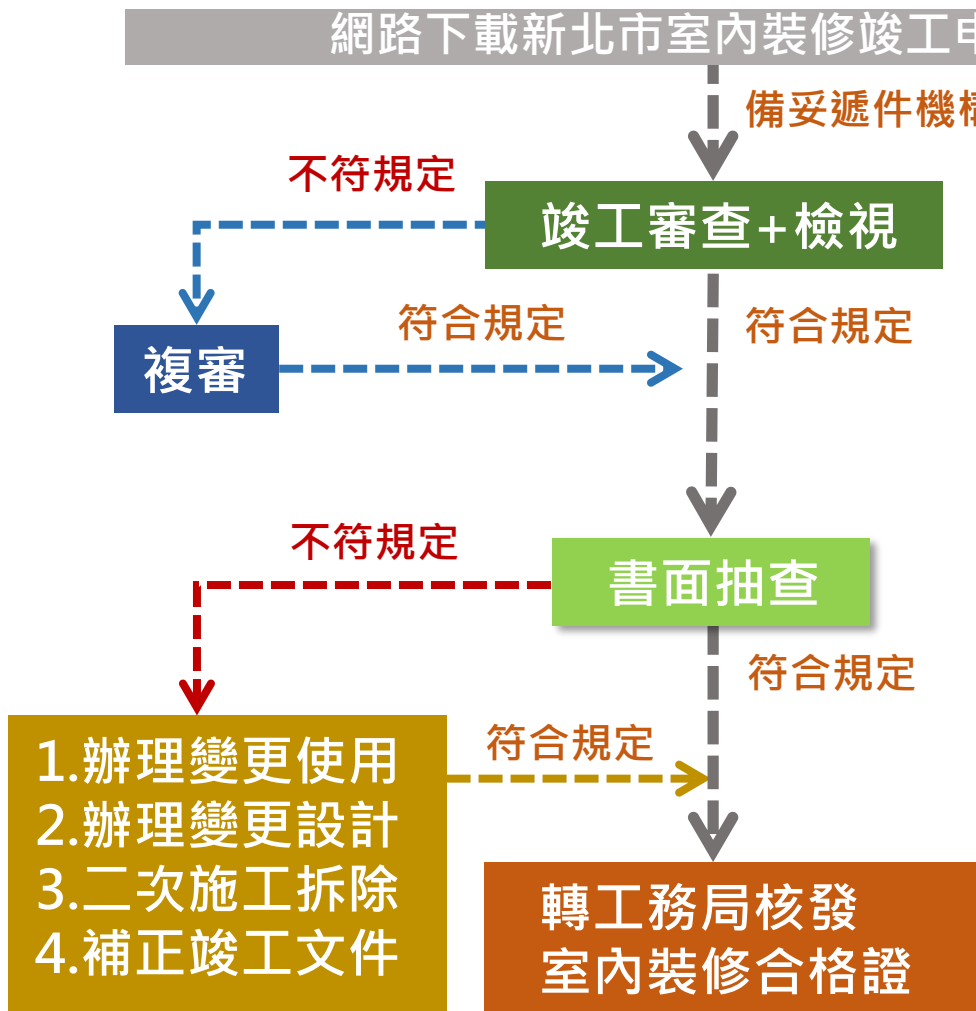 網路下載新北市室內裝修竣工申
備妥遞件機構
不符規定
竣工審查+檢視
符合規定
符合規定
複審
不符規定
書面抽查
符合規定
符合規定
1.辦理變更使用
2.辦理變更設計
3.二次施工拆除
4.補正竣工文件
轉工務局核發
室內裝修合格證